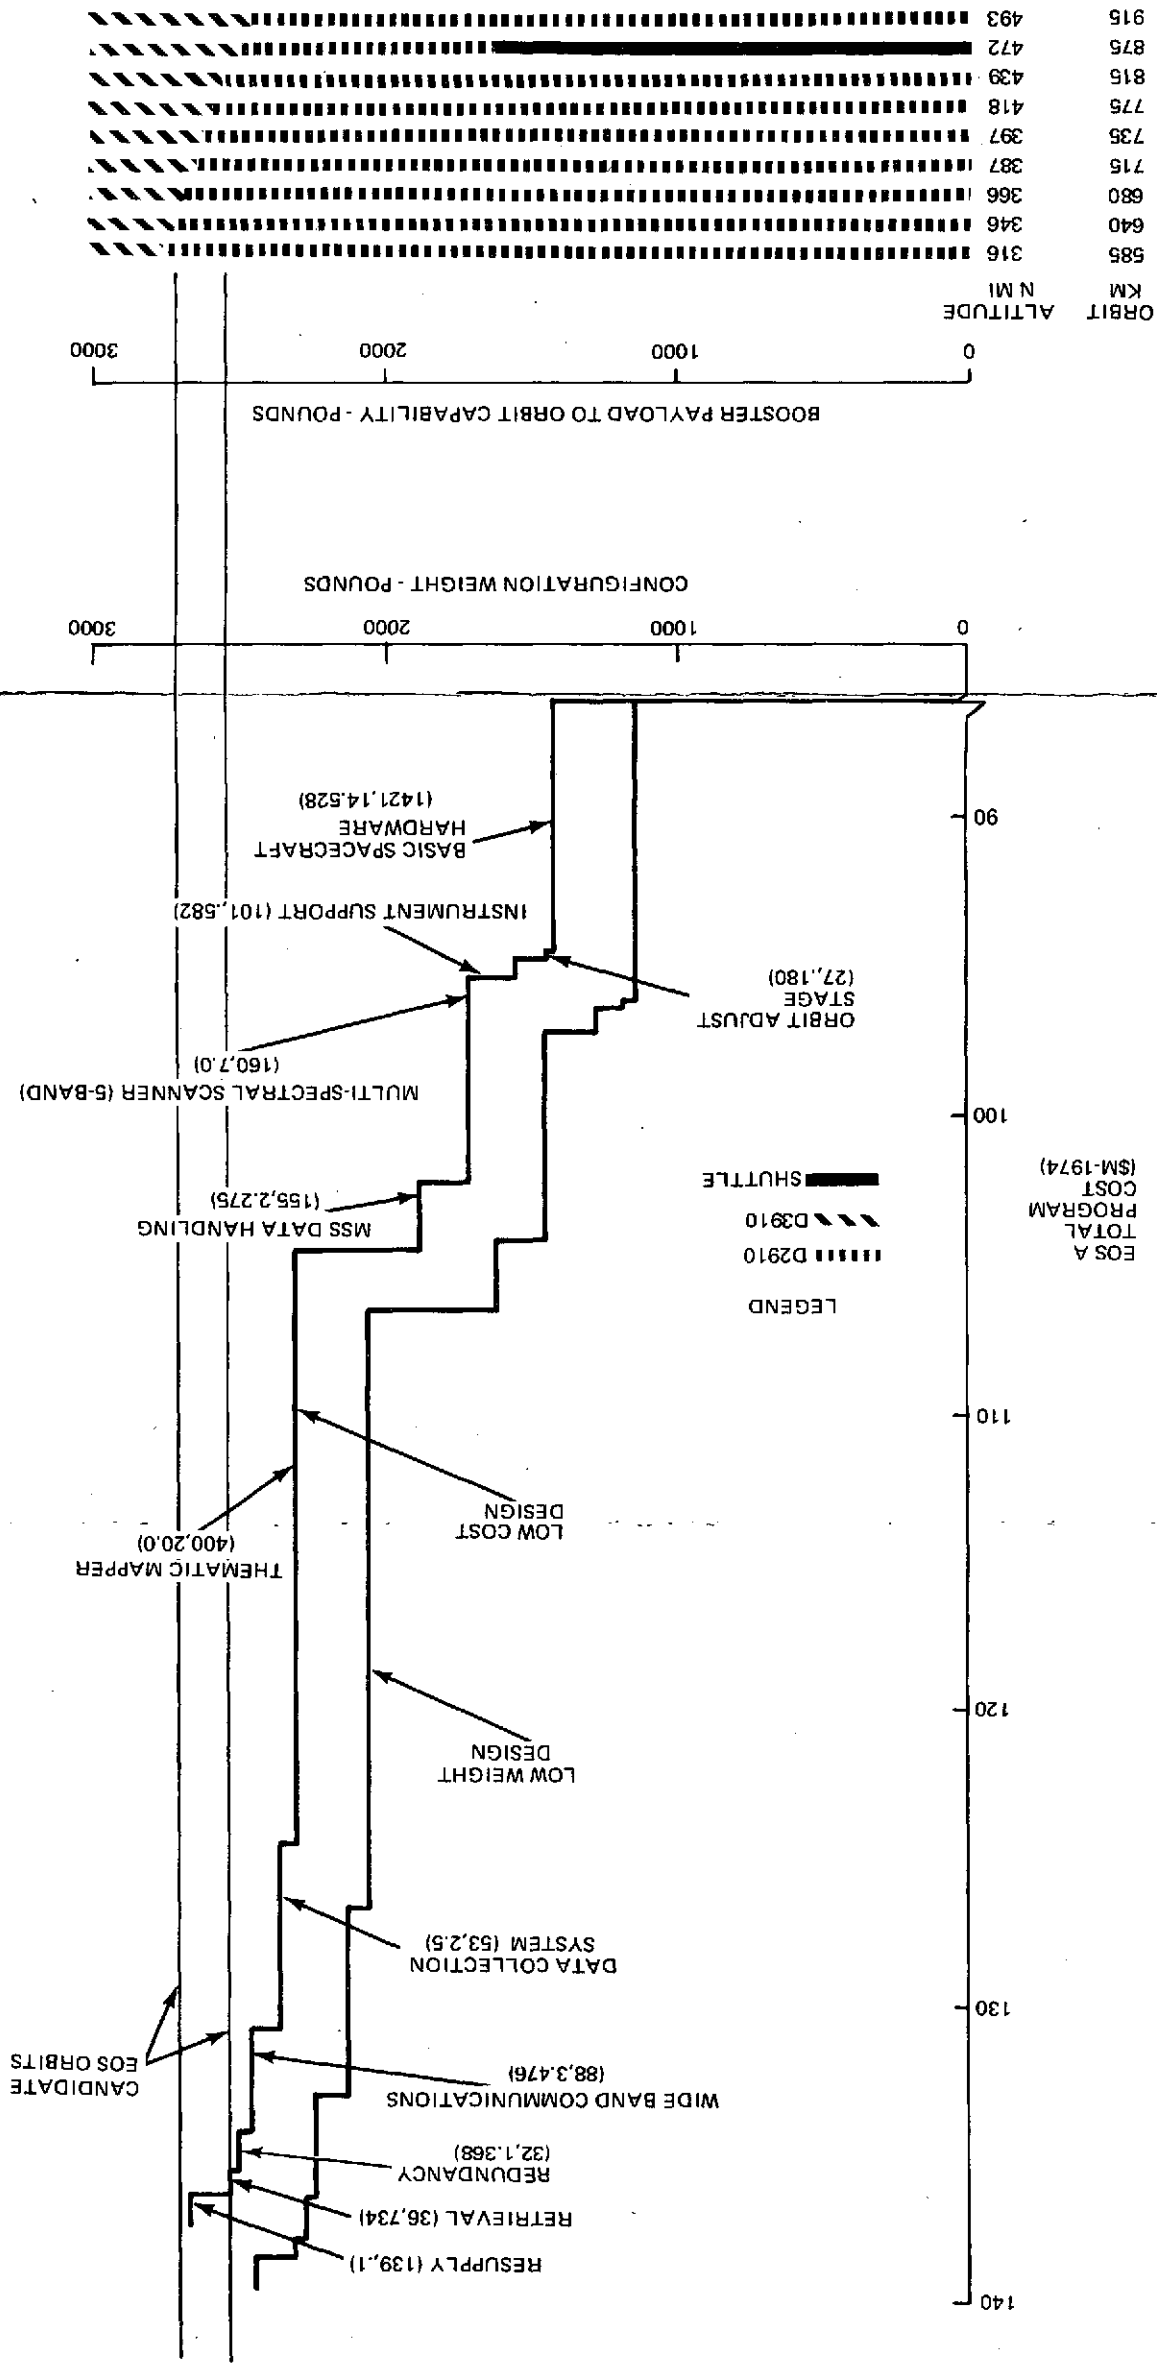 140
130
120
110
100
90
EOS A
TOTAL
PROGRAM
COST
($M-1974)
RESUPPLY (139,.1)
RETRIEVAL (36,.734)
REDUNDANCY
(32,1.368)
WIDE BAND COMMUNICATIONS
(88,3.476)
CANDIDATE
EOS ORBITS
DATA COLLECTION
SYSTEM (53,2.5)
LOW WEIGHT
DESIGN
THEMATIC MAPPER
(400,20.0)
LOW COST
DESIGN
LEGEND
D2910
D3910
SHUTTLE
MSS DATA HANDLING
(155,2.275)
MULTI-SPECTRAL SCANNER (5-BAND)
(160,7.0)
ORBIT ADJUST
STAGE
(27,.180)
INSTRUMENT SUPPORT (101,.582)
BASIC SPACECRAFT
HARDWARE
(1421,14.528)
0 1000 2000 3000
CONFIGURATION WEIGHT - POUNDS
BOOSTER PAYLOAD TO ORBIT CAPABILITY - POUNDS
0 1000 2000 3000
ORBIT ALTITUDE
KM N MI
585 316
640 346
680 366
715 387
735 397
775 418
815 439
875 472
915 493